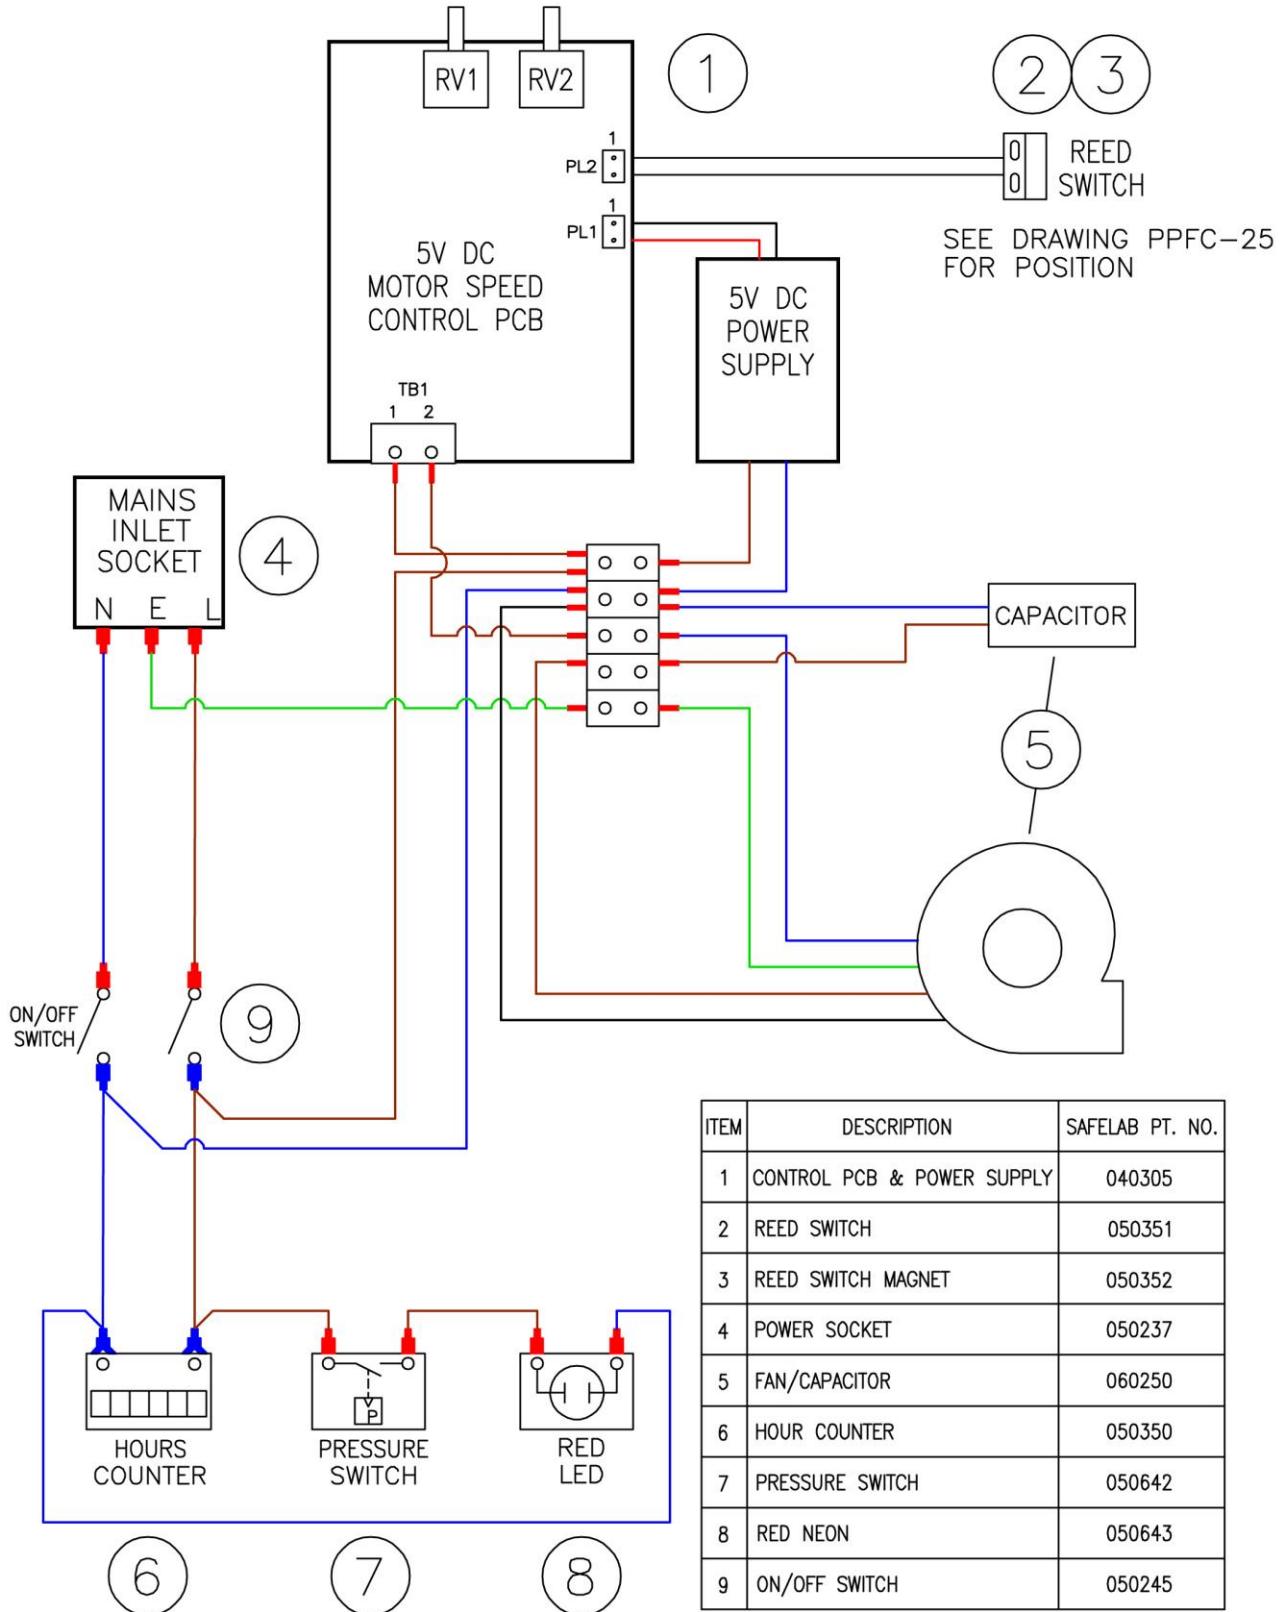 RV1
RV2
1
2
3
1
PL2
REED
SWITCH
1
PL1
SEE DRAWING PPFC-25
FOR POSITION
5V DC
MOTOR SPEED
CONTROL PCB
5V DC
POWER
SUPPLY
TB1
1 2
MAINS
INLET
SOCKET
N E L
4
CAPACITOR
5
ON/OFF
SWITCH
9
P
HOURS
COUNTER
PRESSURE
SWITCH
RED
LED
6
7
8
ITEM DESCRIPTION SAFELAB PT. NO.
1 CONTROL PCB & POWER SUPPLY 040305
2 REED SWITCH 050351
3 REED SWITCH MAGNET 050352
4 POWER SOCKET 050237
5 FAN/CAPACITOR 060250
6 HOUR COUNTER 050350
7 PRESSURE SWITCH 050642
8 RED NEON 050643
9 ON/OFF SWITCH 050245